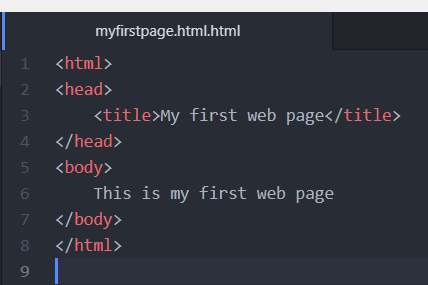 myfirstpage.html.html
1 <html>
2 <head>
3     <title>My first web page</title>
4 </head>
5 <body>
6     This is my first web page
7 </body>
8 </html>
9